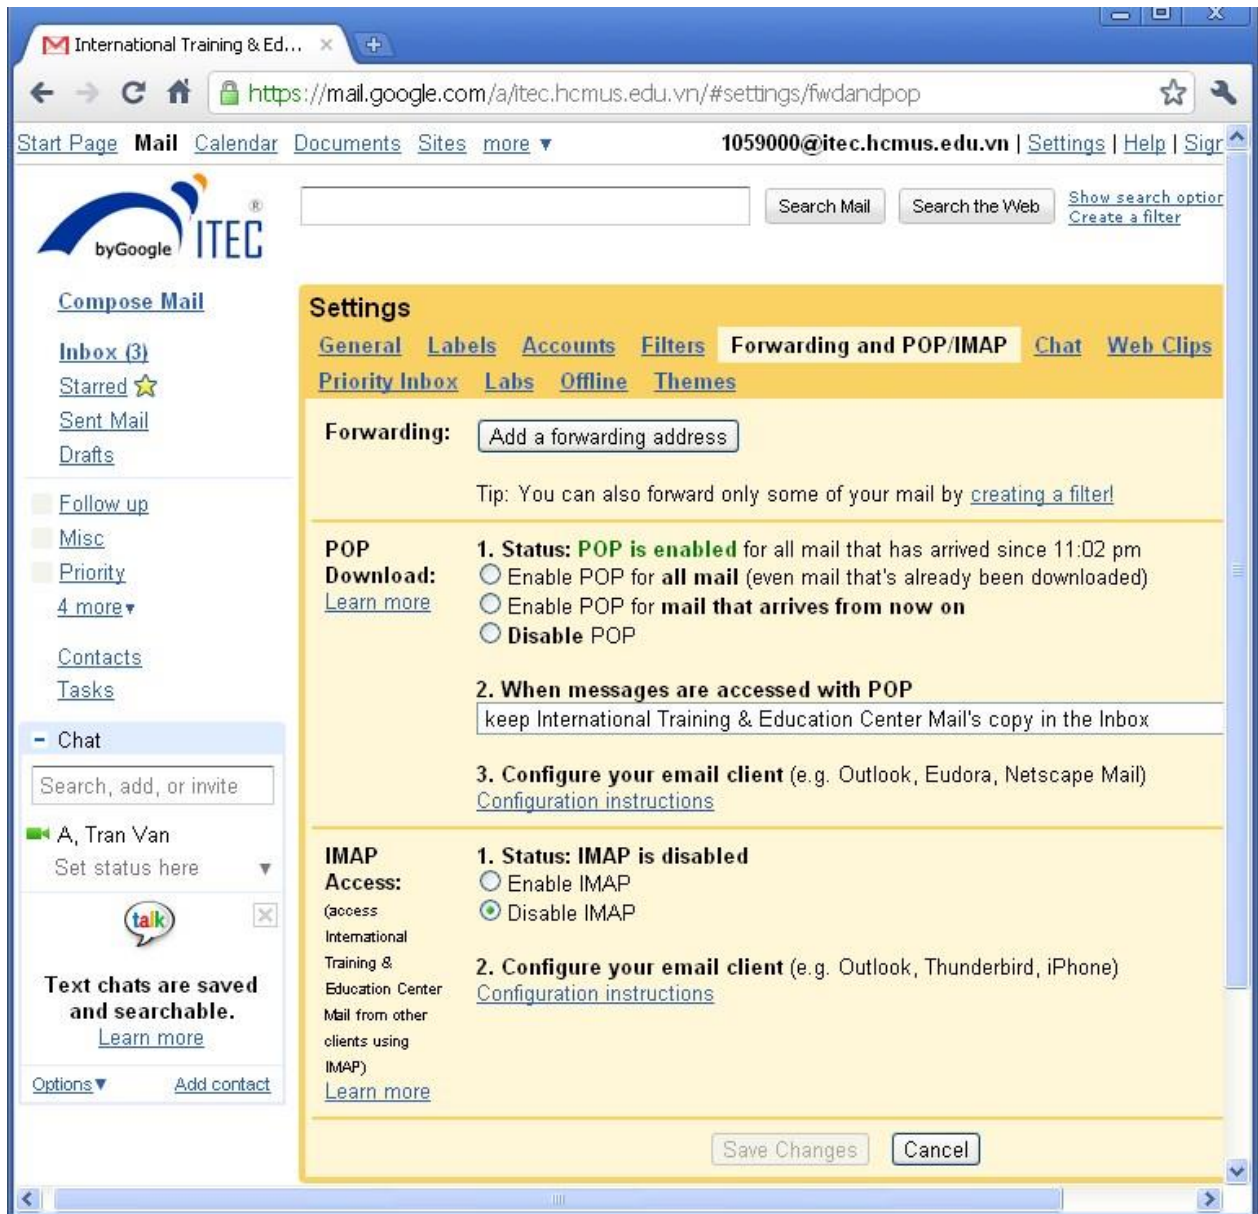 International Training & Ed...
https://mail.google.com/a/itec.hcmus.edu.vn/#settings/fwdandpop
Start Page Mail Calendar Documents Sites more ▼ 1059000@itec.hcmus.edu.vn | Settings | Help | Sign
byGoogle ITEC ®
Search Mail Search the Web Show search option
Create a filter
Compose Mail
Inbox (3)
Starred
Sent Mail
Drafts
Follow up
Misc
Priority
4 more ▼
Contacts
Tasks
– Chat
Search, add, or invite
A, Tran Van
Set status here ▼
talk
Text chats are saved
and searchable.
Learn more
Options ▼ Add contact
Settings
General Labels Accounts Filters Forwarding and POP/IMAP Chat Web Clips
Priority Inbox Labs Offline Themes
Forwarding: Add a forwarding address
Tip: You can also forward only some of your mail by creating a filter!
POP
Download:
Learn more
1. Status: POP is enabled for all mail that has arrived since 11:02 pm
Enable POP for all mail (even mail that's already been downloaded)
Enable POP for mail that arrives from now on
Disable POP
2. When messages are accessed with POP
keep International Training & Education Center Mail's copy in the Inbox
3. Configure your email client (e.g. Outlook, Eudora, Netscape Mail)
Configuration instructions
IMAP
Access:
(access
International
Training &
Education Center
Mail from other
clients using
IMAP)
Learn more
1. Status: IMAP is disabled
Enable IMAP
Disable IMAP
2. Configure your email client (e.g. Outlook, Thunderbird, iPhone)
Configuration instructions
Save Changes Cancel